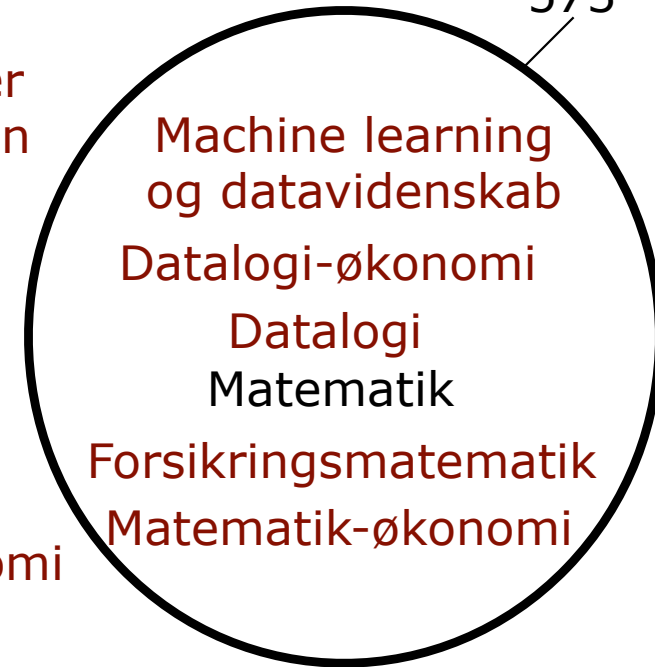 Machine learning
og datavidenskab
Datalogi-økonomi
Datalogi
Matematik
Forsikringsmatematik
Matematik-økonomi